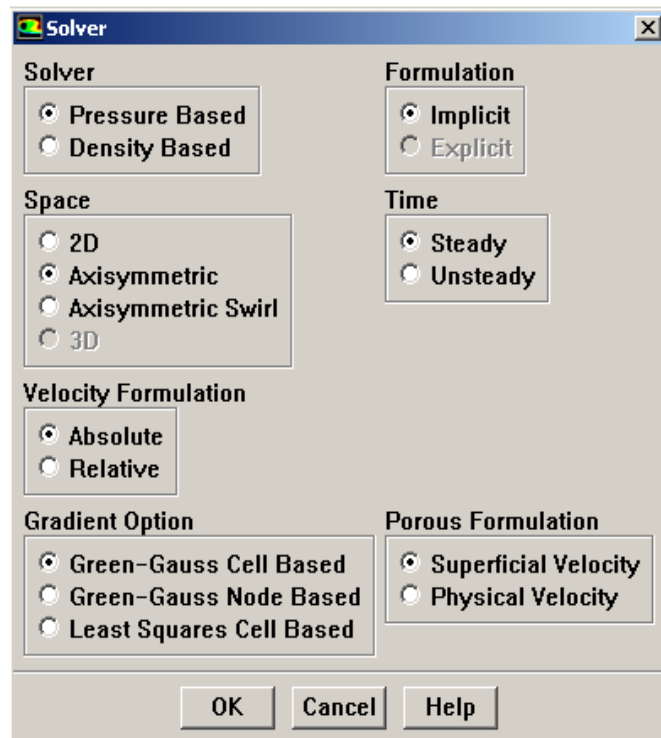 Solver
Solver
Pressure Based
Density Based
Formulation
Implicit
Explicit
Space
2D
Axisymmetric
Axisymmetric Swirl
3D
Time
Steady
Unsteady
Velocity Formulation
Absolute
Relative
Gradient Option
Green-Gauss Cell Based
Green-Gauss Node Based
Least Squares Cell Based
Porous Formulation
Superficial Velocity
Physical Velocity
OK
Cancel
Help